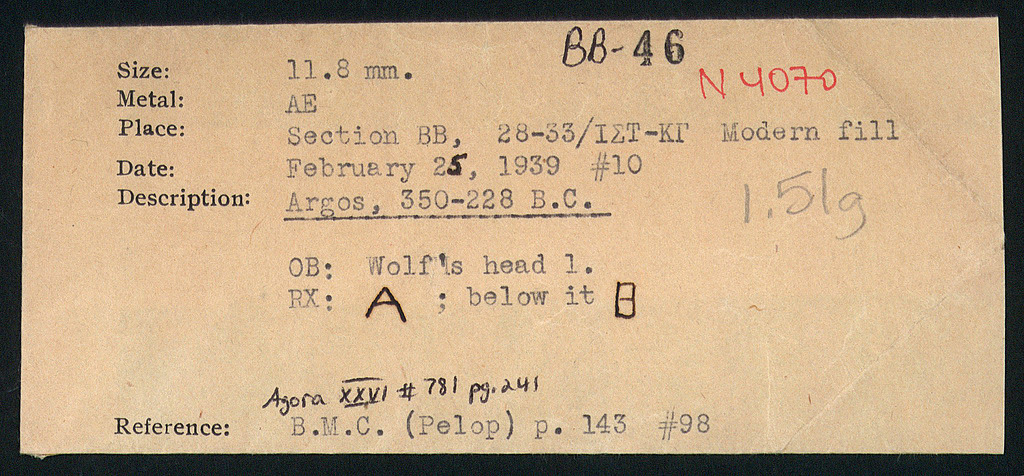 BB-46
N 4070
Size: 11.8 mm.
Metal: AE
Place: Section BB, 28-33/ΙΣΤ-ΚΓ Modern fill
Date: February 25, 1939 #10
Description: Argos, 350-228 B.C.
1.51g
OB: Wolf's head l.
RX: A ; below it B
Agora XXVI # 781 pg. 241
Reference: B.M.C. (Pelop) p. 143 #98